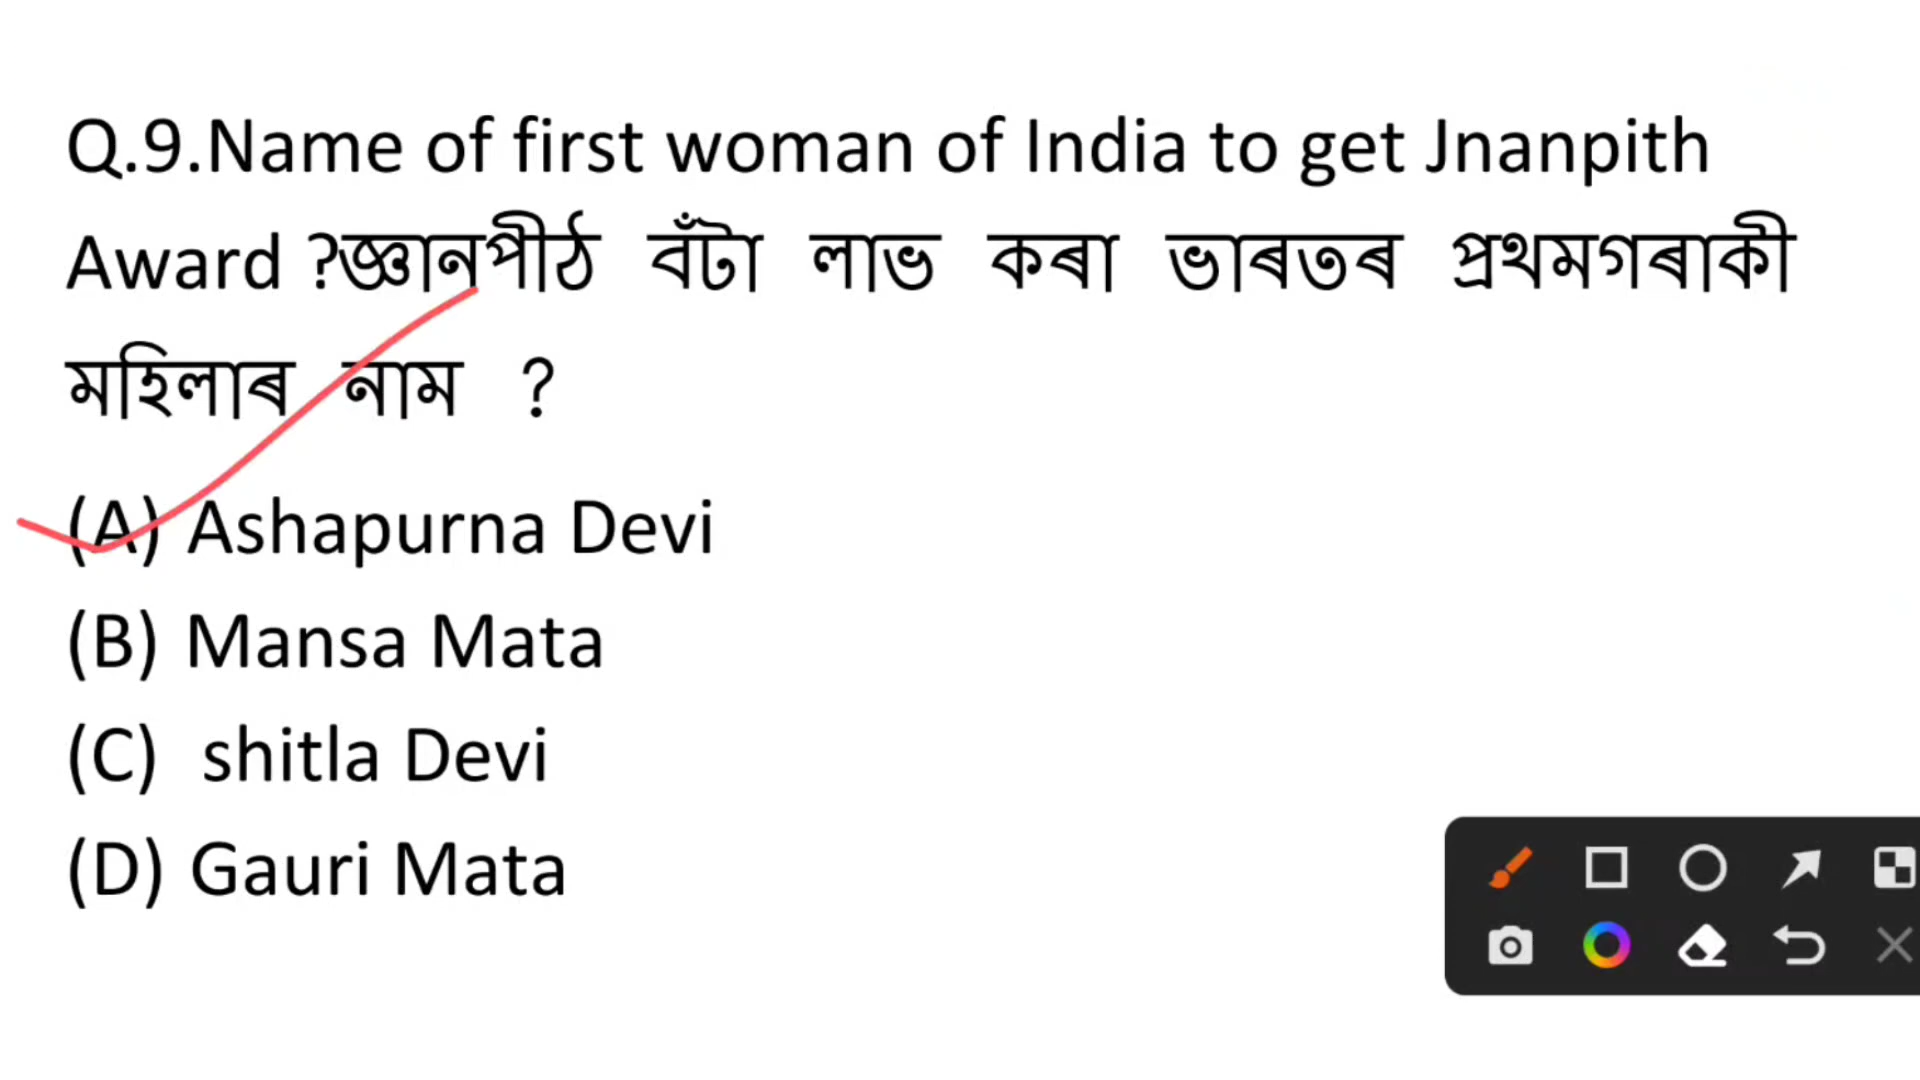 Q.9.Name of first woman of India to get Jnanpith
Award ?জ্ঞানপীঠ বঁটা লাভ কৰা ভাৰতৰ প্ৰথমগৰাকী
মহিলাৰ নাম ?
(A) Ashapurna Devi
(B) Mansa Mata
(C) shitla Devi
(D) Gauri Mata